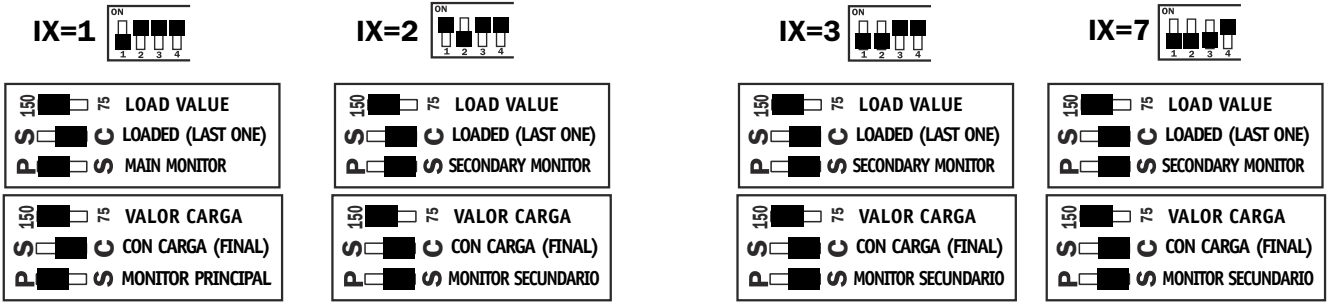 IX=1 ON 1 2 3 4
IX=2 ON 1 2 3 4
IX=3 ON 1 2 3 4
IX=7 ON 1 2 3 4
150 75 LOAD VALUE
S C LOADED (LAST ONE)
P S MAIN MONITOR
150 75 LOAD VALUE
S C LOADED (LAST ONE)
P S SECONDARY MONITOR
150 75 LOAD VALUE
S C LOADED (LAST ONE)
P S SECONDARY MONITOR
150 75 LOAD VALUE
S C LOADED (LAST ONE)
P S SECONDARY MONITOR
150 75 VALOR CARGA
S C CON CARGA (FINAL)
P S MONITOR PRINCIPAL
150 75 VALOR CARGA
S C CON CARGA (FINAL)
P S MONITOR SECUNDARIO
150 75 VALOR CARGA
S C CON CARGA (FINAL)
P S MONITOR SECUNDARIO
150 75 VALOR CARGA
S C CON CARGA (FINAL)
P S MONITOR SECUNDARIO